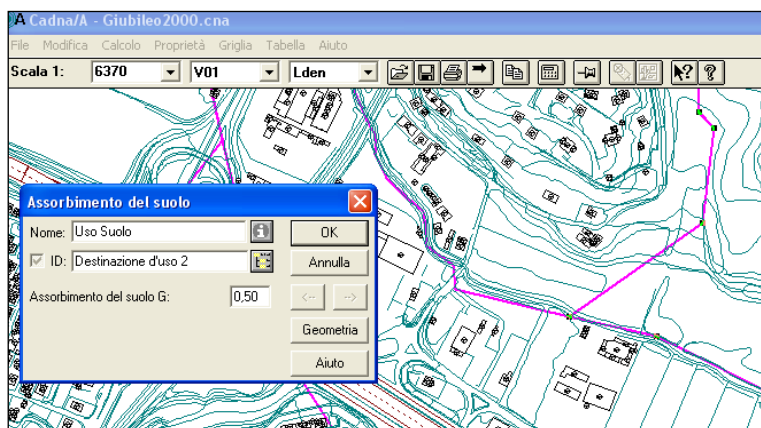 Cadna/A - Giubileo2000.cna
File Modifica Calcolo Proprietà Griglia Tabella Aiuto
Scala 1: 6370 V01 Lden
Assorbimento del suolo
Nome: Uso Suolo OK
ID: Destinazione d'uso 2 Annulla
Assorbimento del suolo G: 0,50 <-- -->
Geometria
Aiuto